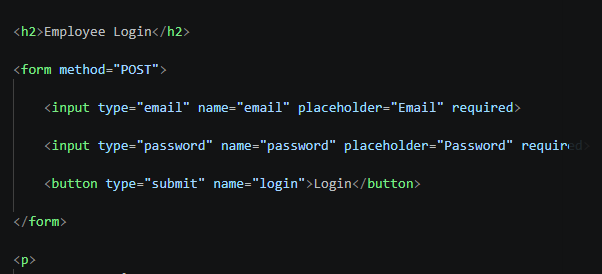 <h2>Employee Login</h2>
<form method="POST">
<input type="email" name="email" placeholder="Email" required>
<input type="password" name="password" placeholder="Password" required>
<button type="submit" name="login">Login</button>
</form>
<p>